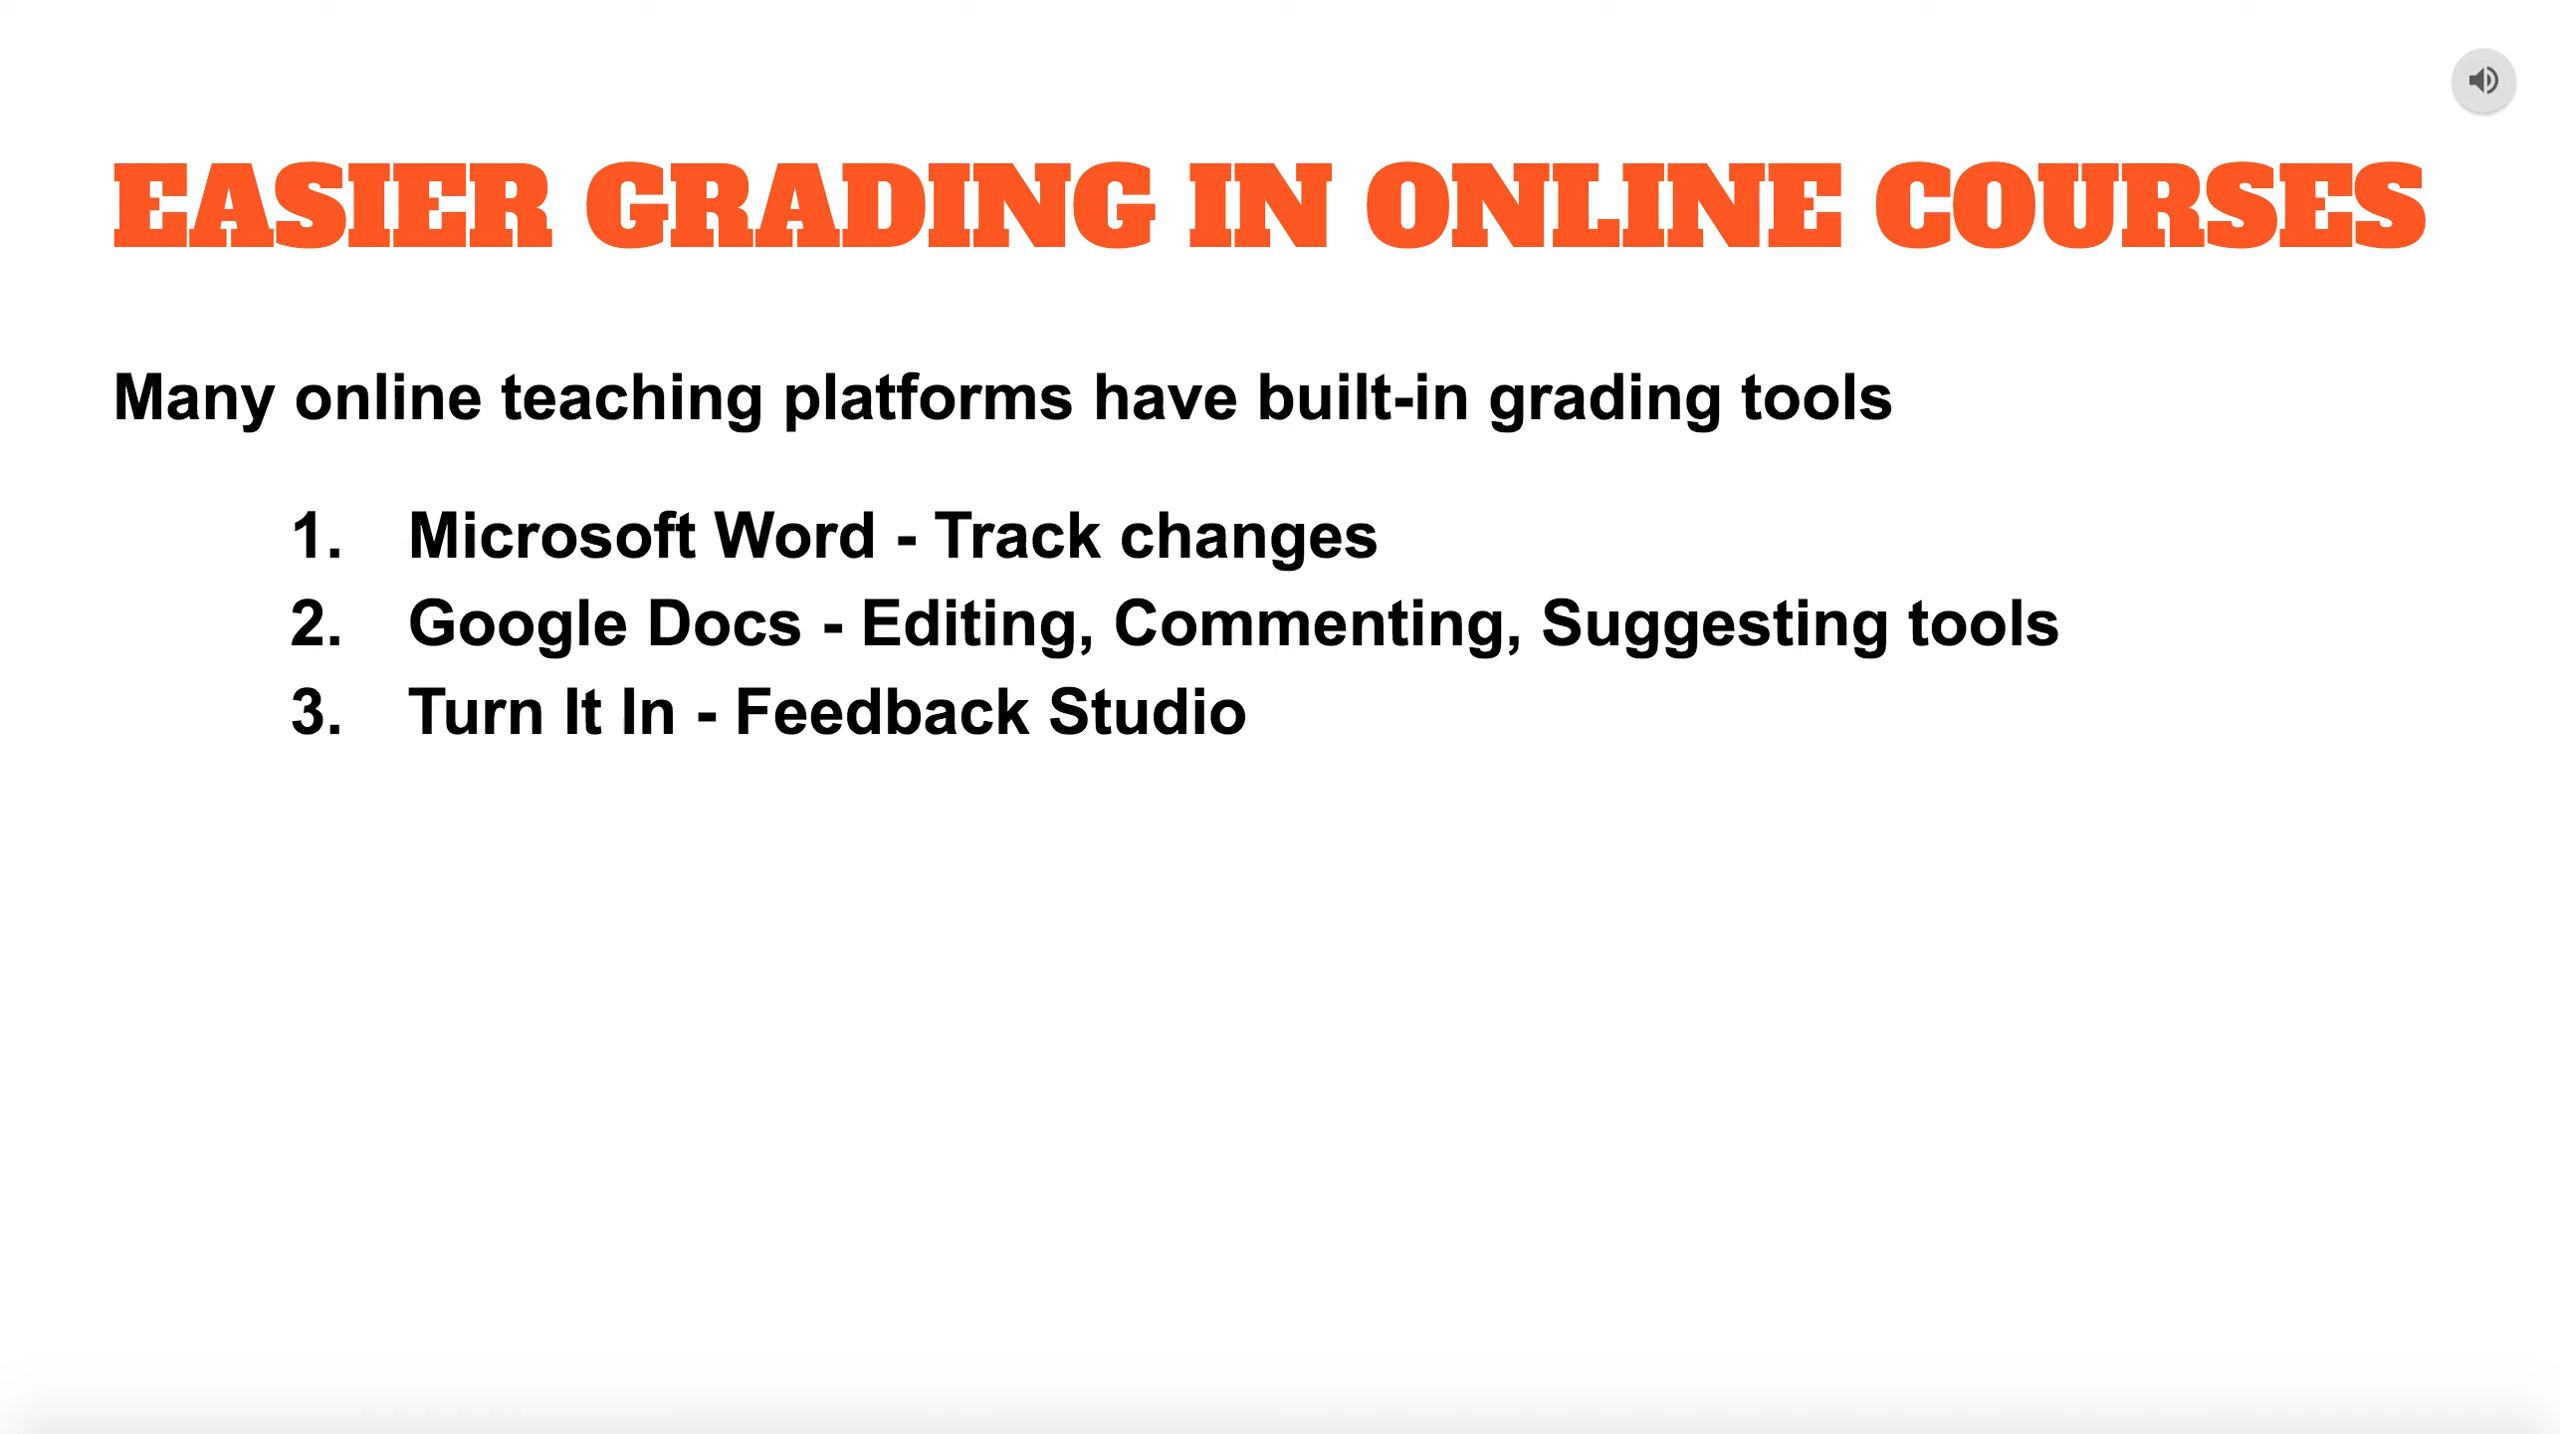 EASIER GRADING IN ONLINE COURSES
Many online teaching platforms have built-in grading tools
1. Microsoft Word - Track changes
2. Google Docs - Editing, Commenting, Suggesting tools
3. Turn It In - Feedback Studio